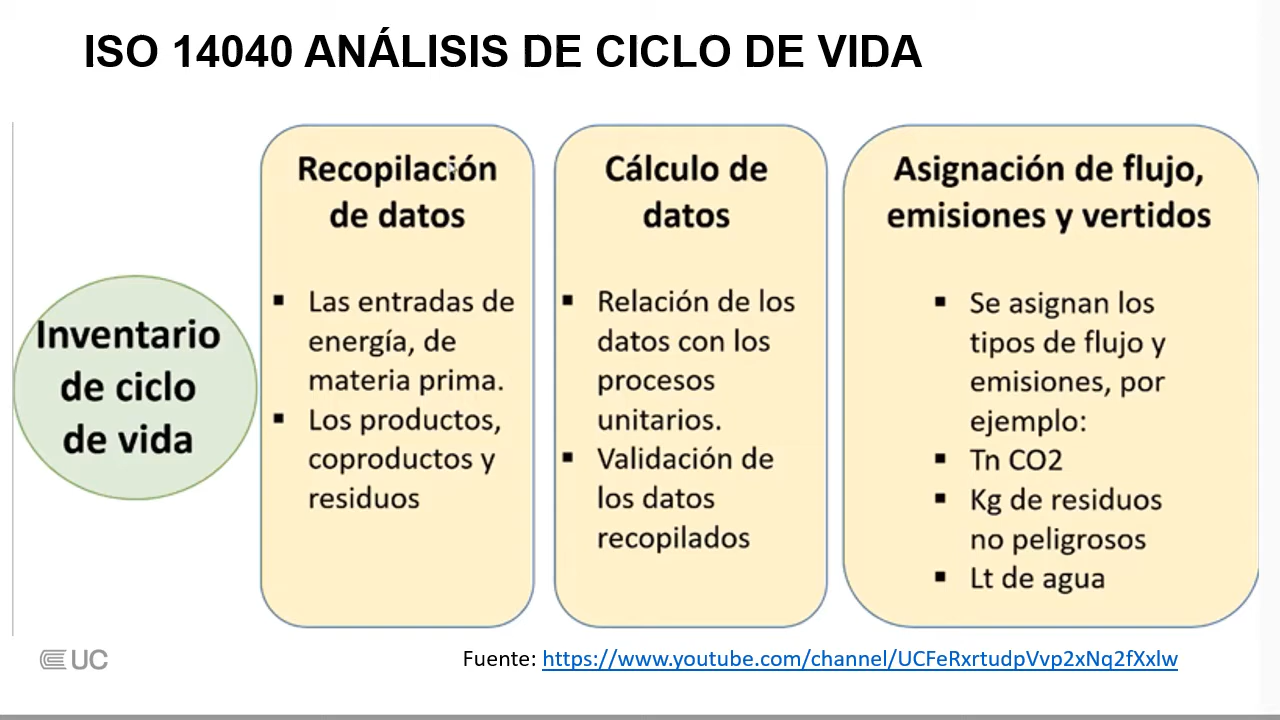 ISO 14040 ANÁLISIS DE CICLO DE VIDA
Inventario
de ciclo
de vida
Recopilación
de datos
▪ Las entradas de
energía, de
materia prima.
▪ Los productos,
coproductos y
residuos
Cálculo de
datos
▪ Relación de los
datos con los
procesos
unitarios.
▪ Validación de
los datos
recopilados
Asignación de flujo,
emisiones y vertidos
▪ Se asignan los
tipos de flujo y
emisiones, por
ejemplo:
▪ Tn CO2
▪ Kg de residuos
no peligrosos
▪ Lt de agua
UC
Fuente: https://www.youtube.com/channel/UCFeRxrtudpVvp2xNq2fXxlw